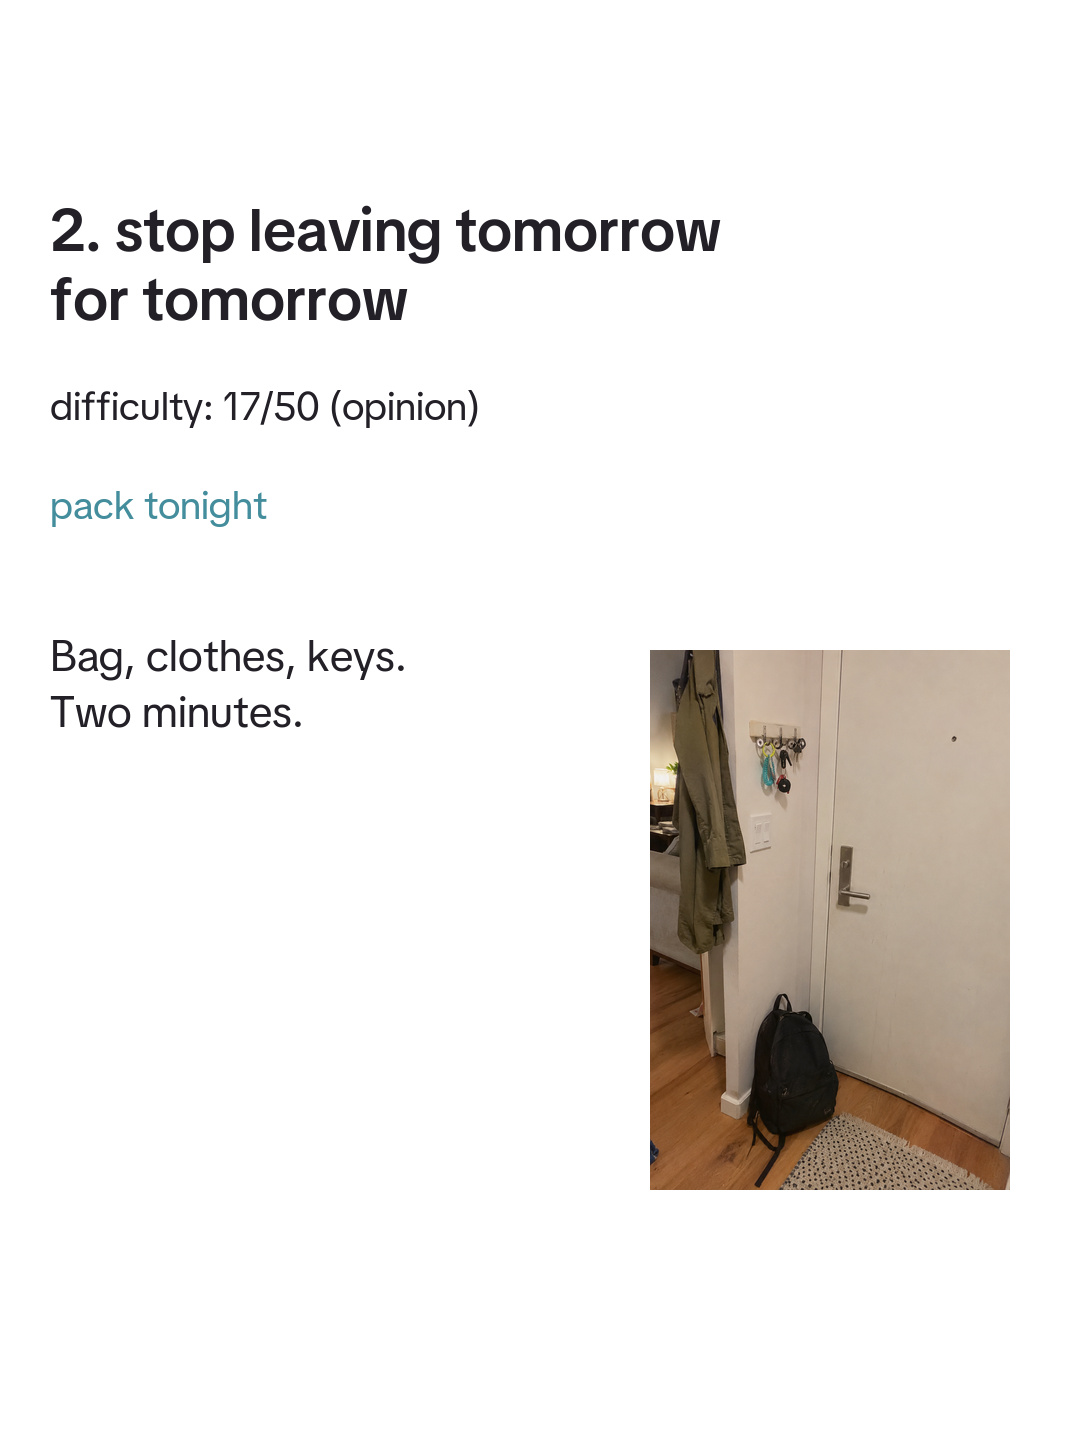 2. stop leaving tomorrow
for tomorrow
difficulty: 17/50 (opinion)
pack tonight
Bag, clothes, keys.
Two minutes.